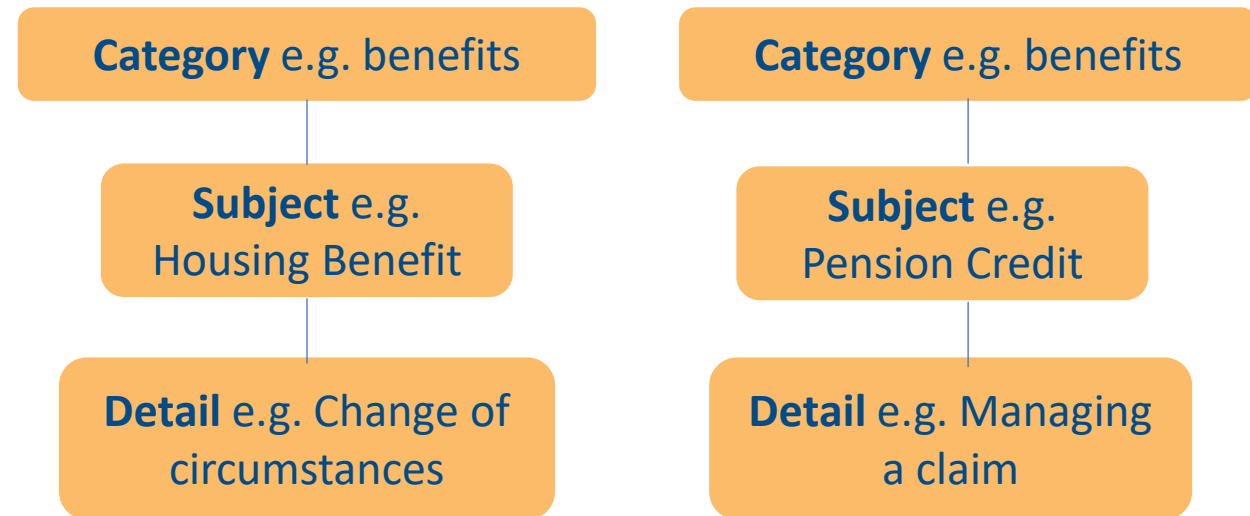 Category e.g. benefits
Subject e.g.
Housing Benefit
Detail e.g. Change of
circumstances
Category e.g. benefits
Subject e.g.
Pension Credit
Detail e.g. Managing
a claim